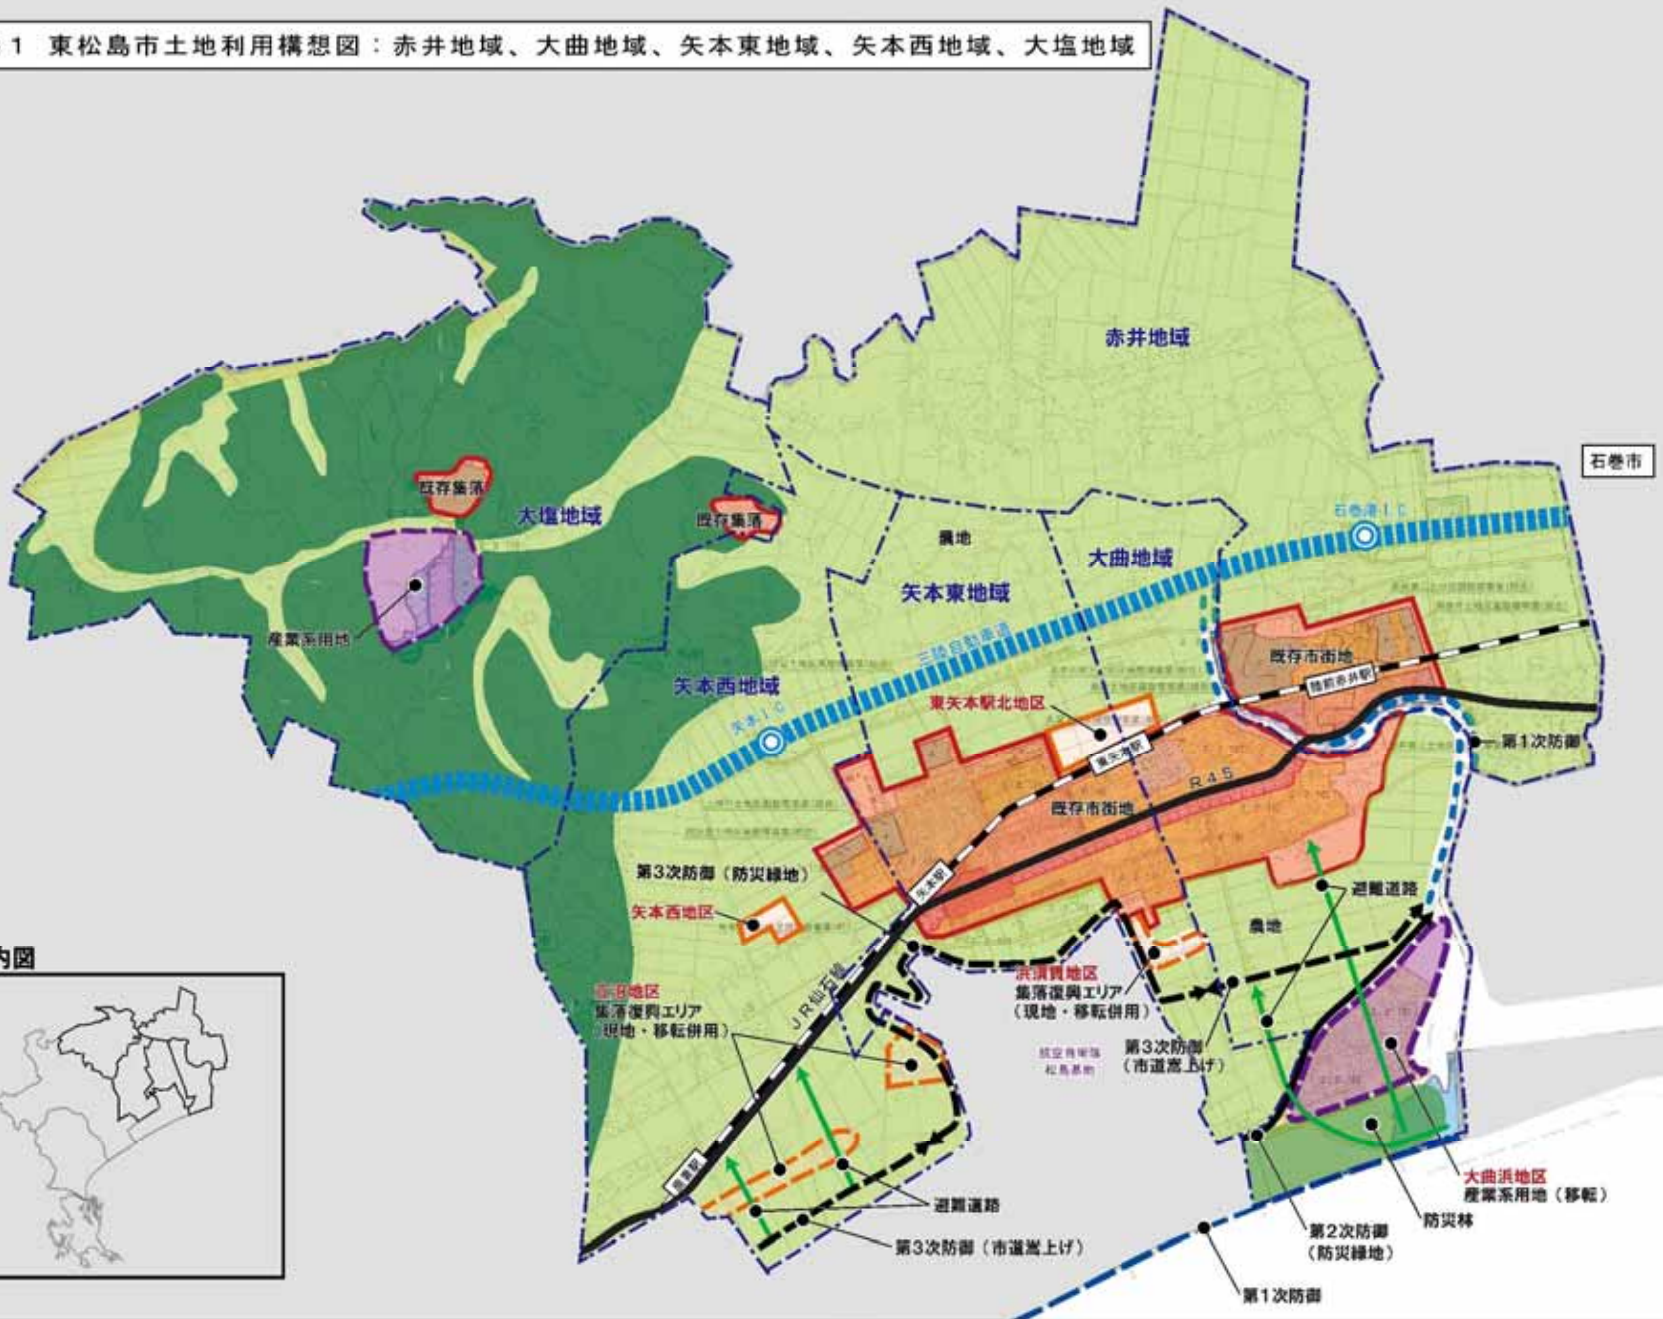 1 東松島市土地利用構想図：赤井地域、大曲地域、矢本東地域、矢本西地域、大塩地域
赤井地域
石巻市
既存集落
大塩地域
既存集落
石巻港IC
農地
大曲地域
矢本東地域
産業系用地
三陸自動車道
既存市街地
陸前赤井駅
矢本西地域
東矢本駅北地区
矢本IC
東矢本駅
第1次防御
R45
既存市街地
第3次防御（防災緑地）
矢本駅
避難道路
矢本西地区
農地
内図
JR仙石線
集落復興エリア
（現地・移転併用）
浜須賀地区
集落復興エリア
（現地・移転併用）
航空自衛隊
松島基地
第3次防御
（市道嵩上げ）
鹿妻駅
大曲浜地区
産業系用地（移転）
避難道路
防災林
第3次防御（市道嵩上げ）
第2次防御
（防災緑地）
第1次防御